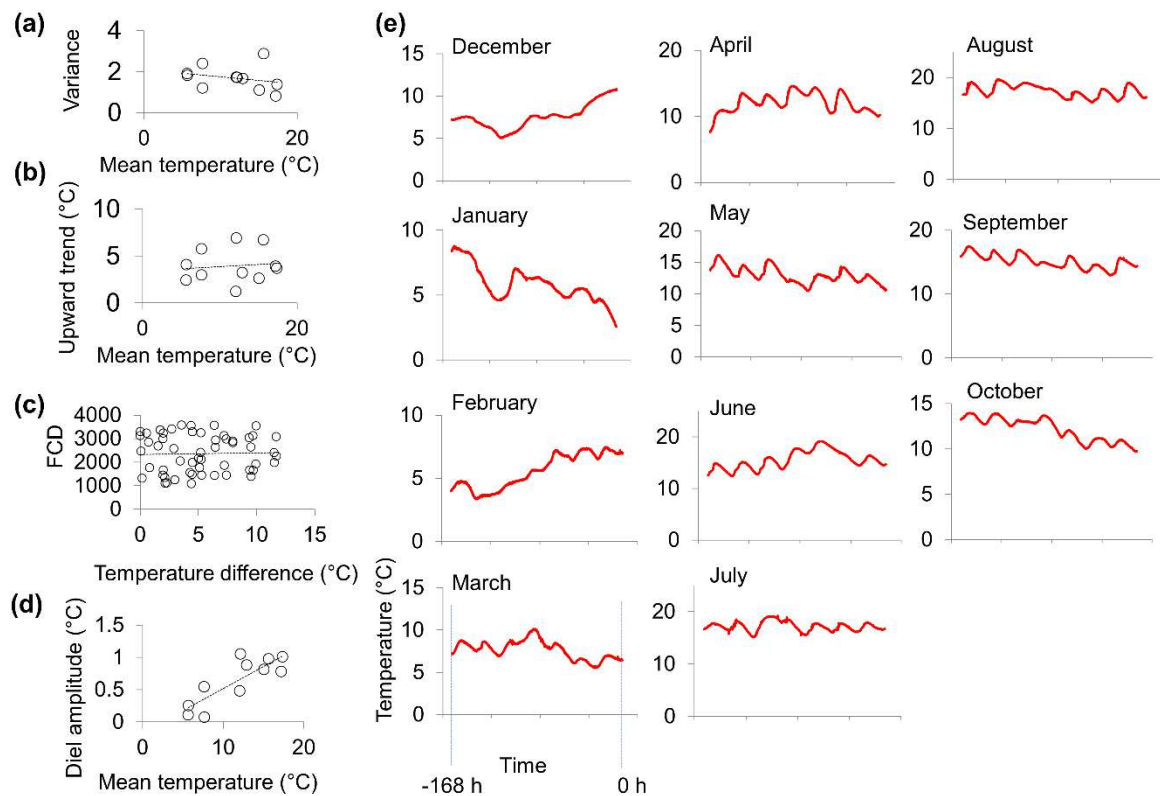 (a)
Variance
4
2
0
0
20
Mean temperature (°C)
(b)
Upward trend (°C)
10
5
0
0
20
Mean temperature (°C)
(c)
FCD
4000
3000
2000
1000
0
0
5
10
15
Temperature difference (°C)
(d)
Diel amplitude (°C)
1.5
1
0.5
0
0
10
20
Mean temperature (°C)
(e)
December
15
10
5
0
January
10
5
0
February
10
5
0
March
15
10
5
0
Time
-168 h
0 h
April
20
10
0
May
20
15
10
5
0
June
20
10
0
Temperature (°C)
July
20
10
0
August
20
10
0
September
20
15
10
5
0
October
15
10
5
0